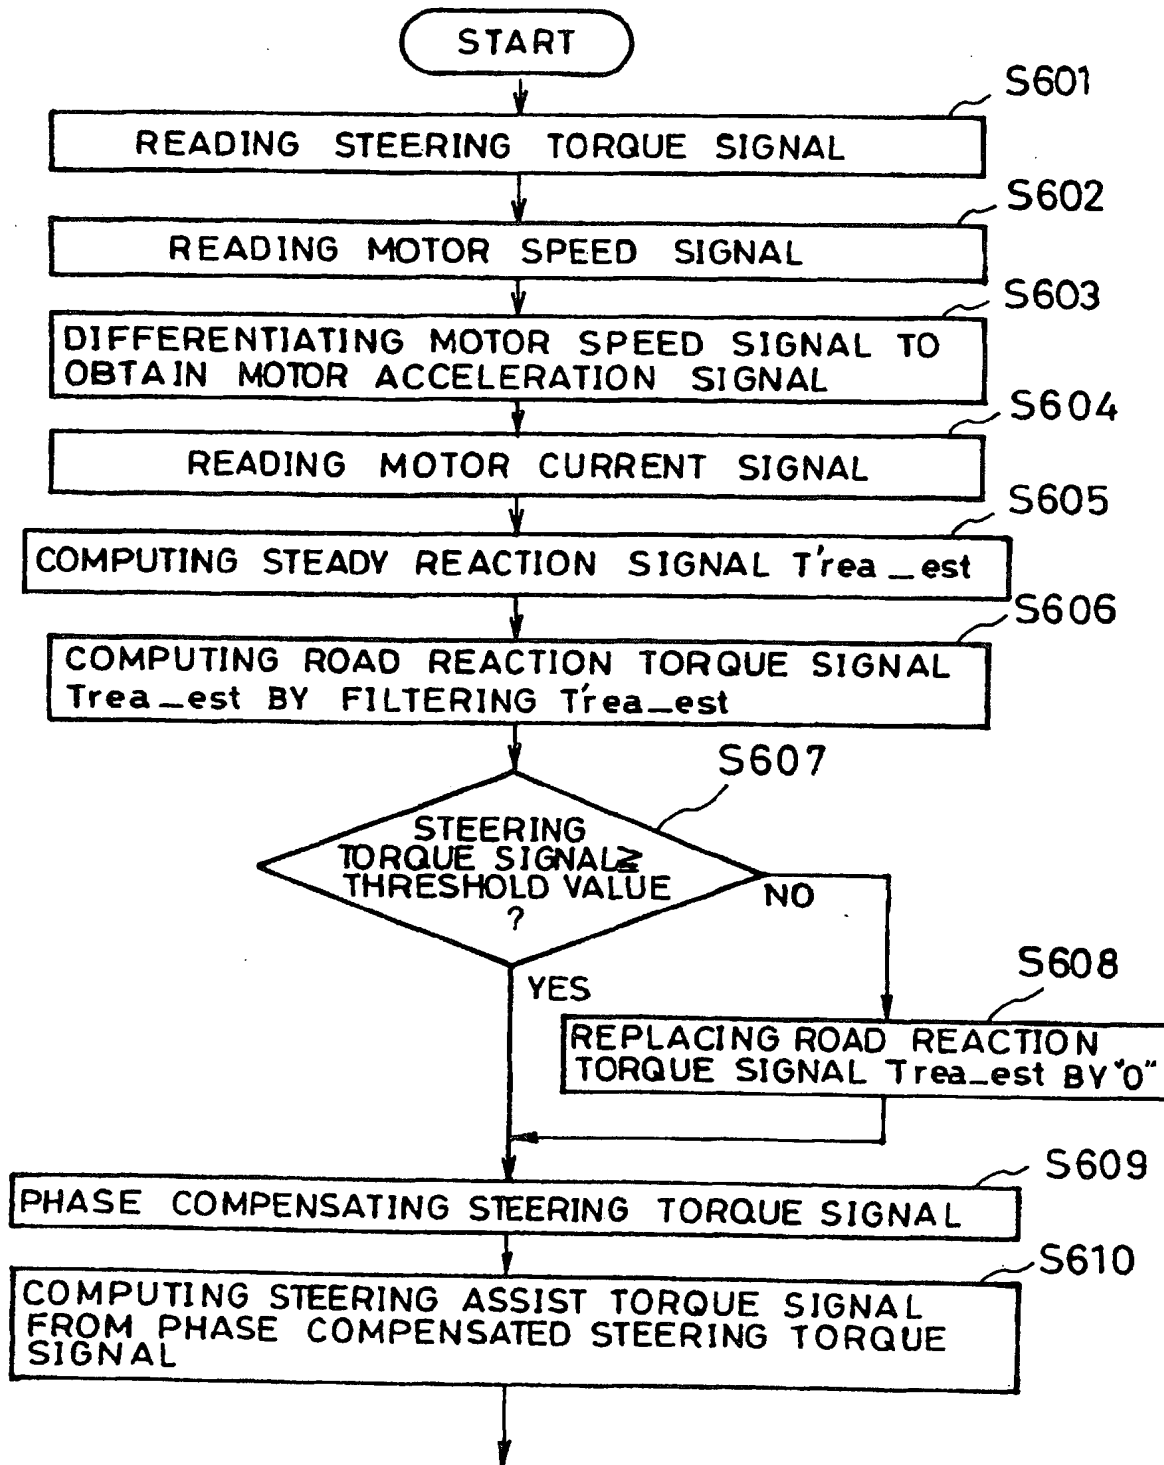 START
S601
READING STEERING TORQUE SIGNAL
S602
READING MOTOR SPEED SIGNAL
S603
DIFFERENTIATING MOTOR SPEED SIGNAL TO
OBTAIN MOTOR ACCELERATION SIGNAL
S604
READING MOTOR CURRENT SIGNAL
S605
COMPUTING STEADY REACTION SIGNAL T'rea_est
S606
COMPUTING ROAD REACTION TORQUE SIGNAL
Trea_est BY FILTERING T'rea_est
S607
STEERING
TORQUE SIGNAL≧
THRESHOLD VALUE
?
NO
YES
S608
REPLACING ROAD REACTION
TORQUE SIGNAL Trea_est BY "0"
S609
PHASE COMPENSATING STEERING TORQUE SIGNAL
S610
COMPUTING STEERING ASSIST TORQUE SIGNAL
FROM PHASE COMPENSATED STEERING TORQUE
SIGNAL